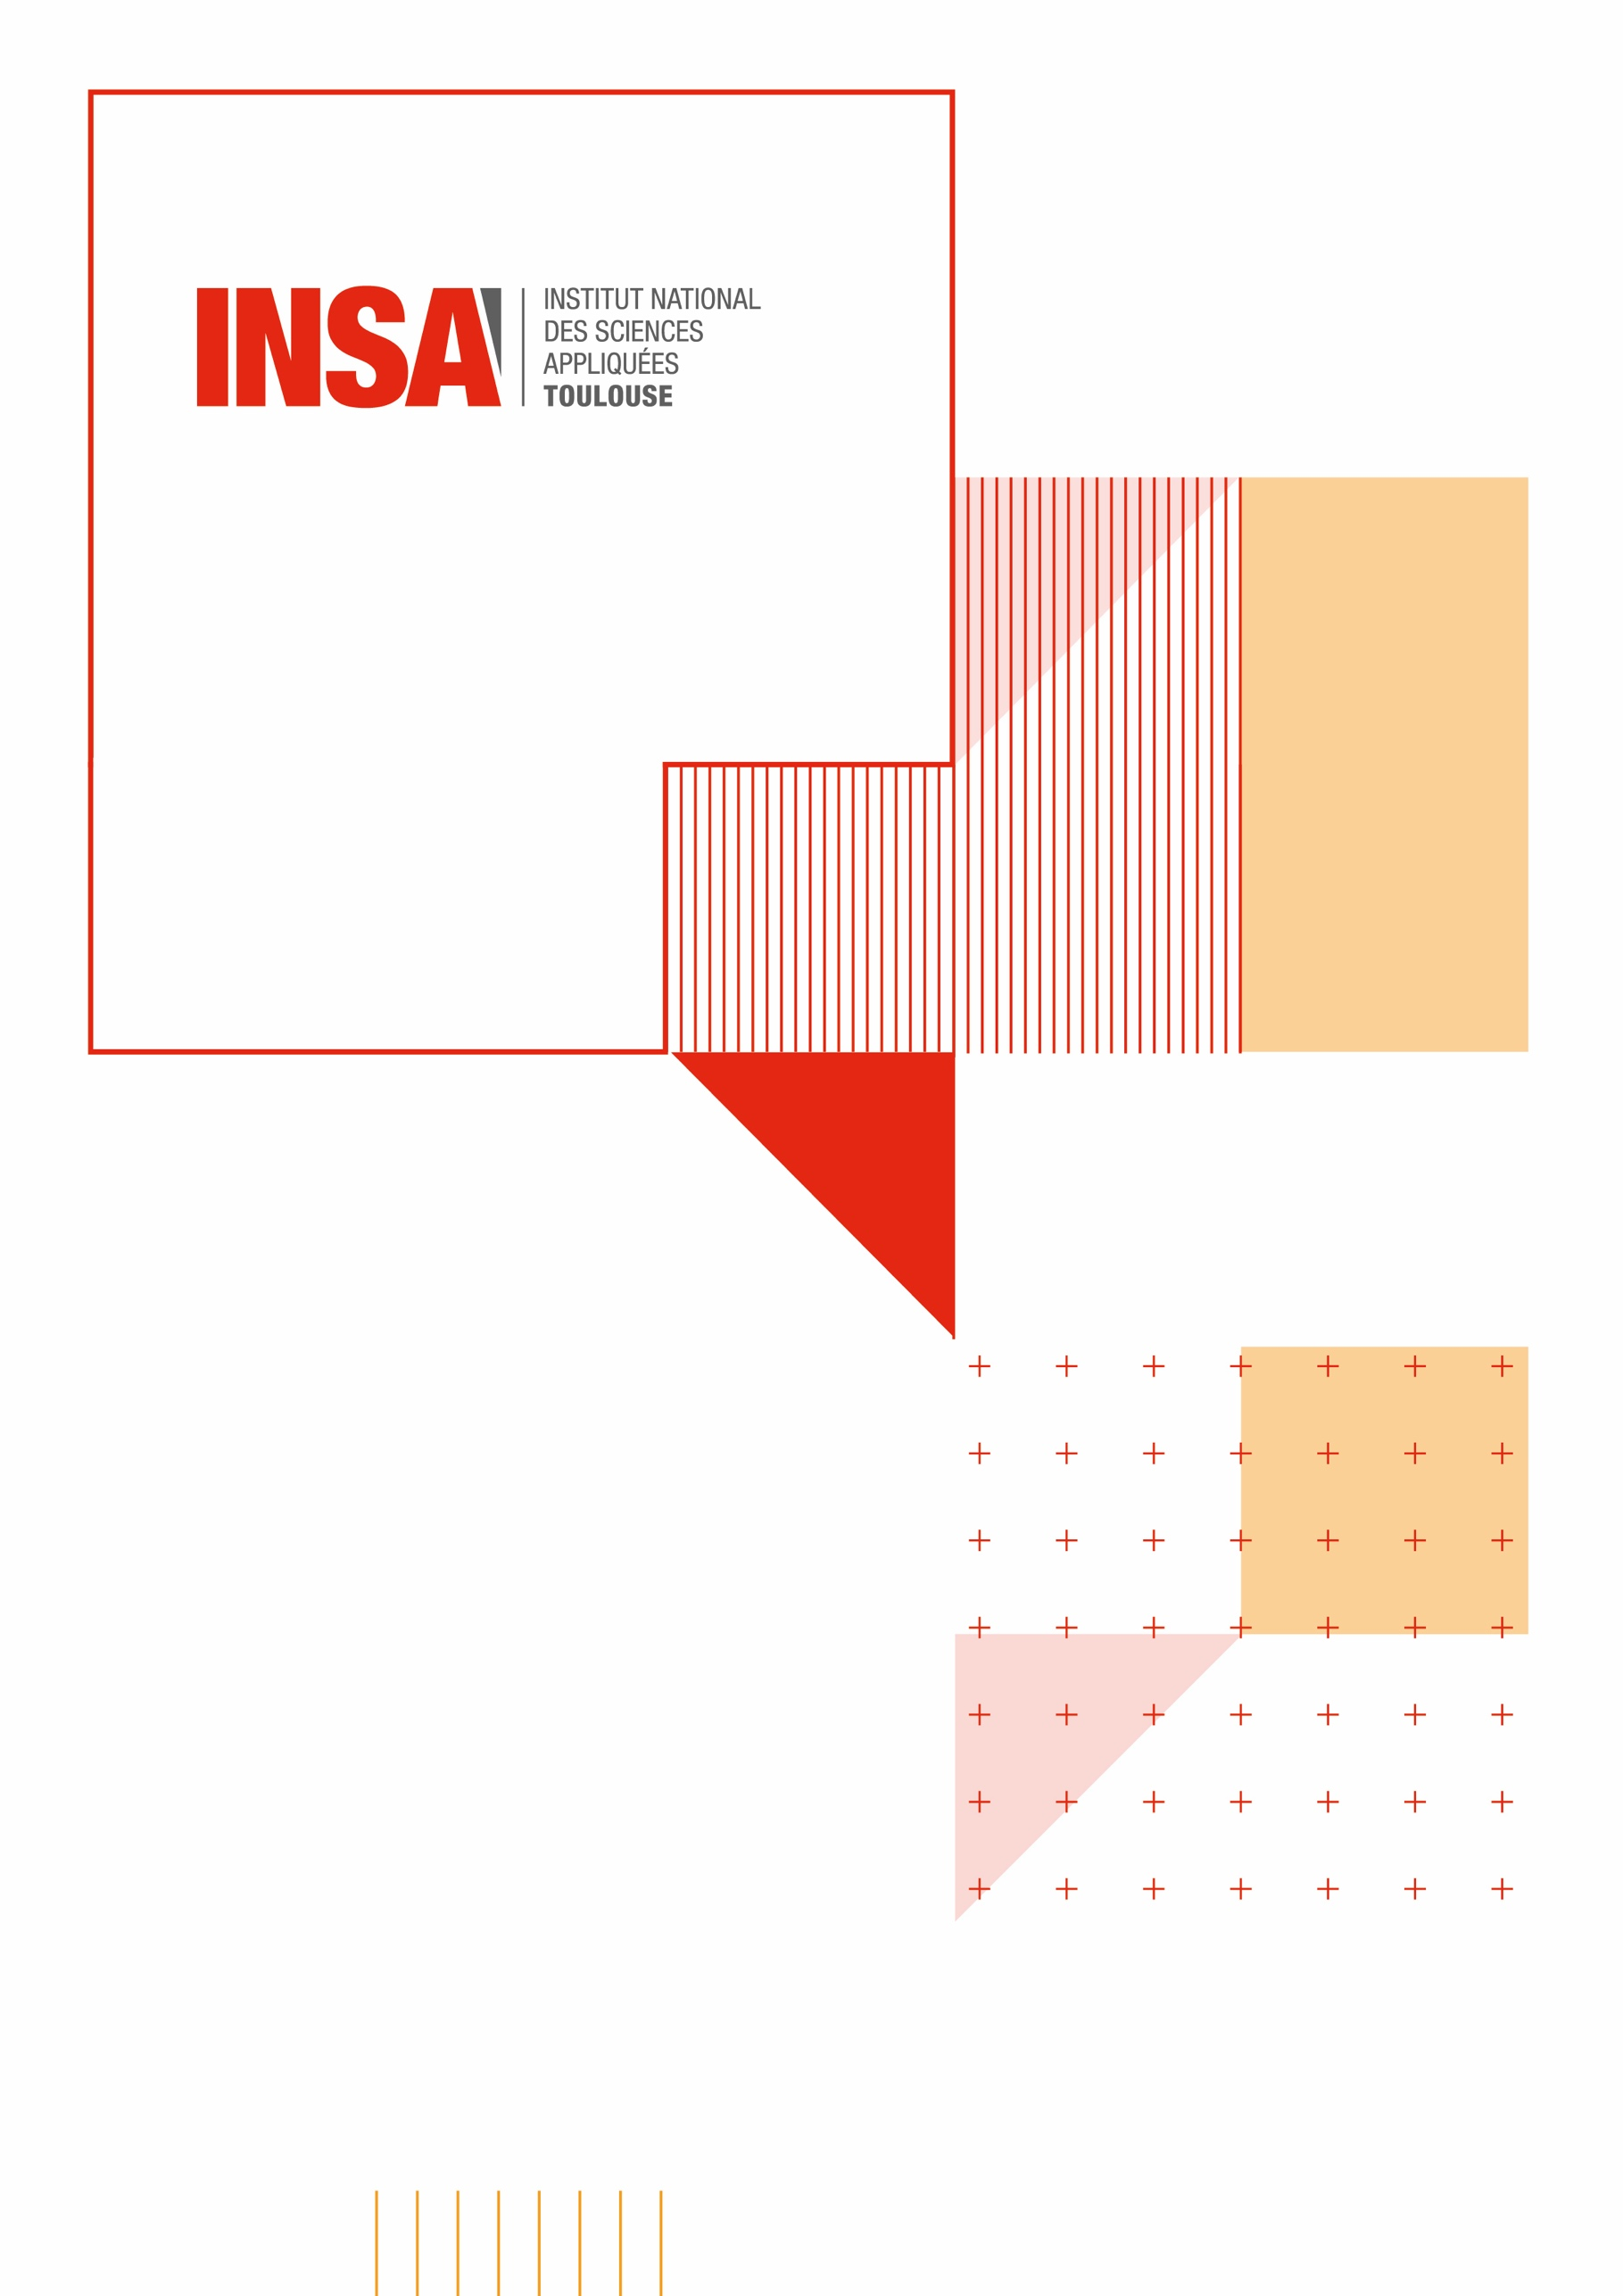 INSA
INSTITUT NATIONAL
DES SCIENCES
APPLIQUÉES
TOULOUSE